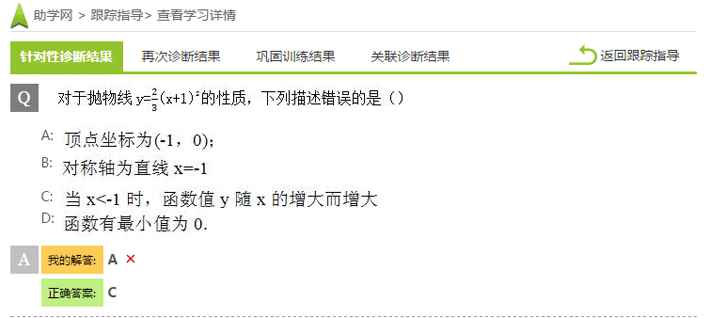 助学网 > 跟踪指导> 查看学习详情
针对性诊断结果 再次诊断结果 巩固训练结果 关联诊断结果 返回跟踪指导
Q 对于抛物线y=2/3(x+1)²的性质，下列描述错误的是（）
A: 顶点坐标为(-1，0)；
B: 对称轴为直线 x=-1
C: 当 x<-1 时，函数值 y 随 x 的增大而增大
D: 函数有最小值为 0.
A 我的解答: A ×
正确答案: C